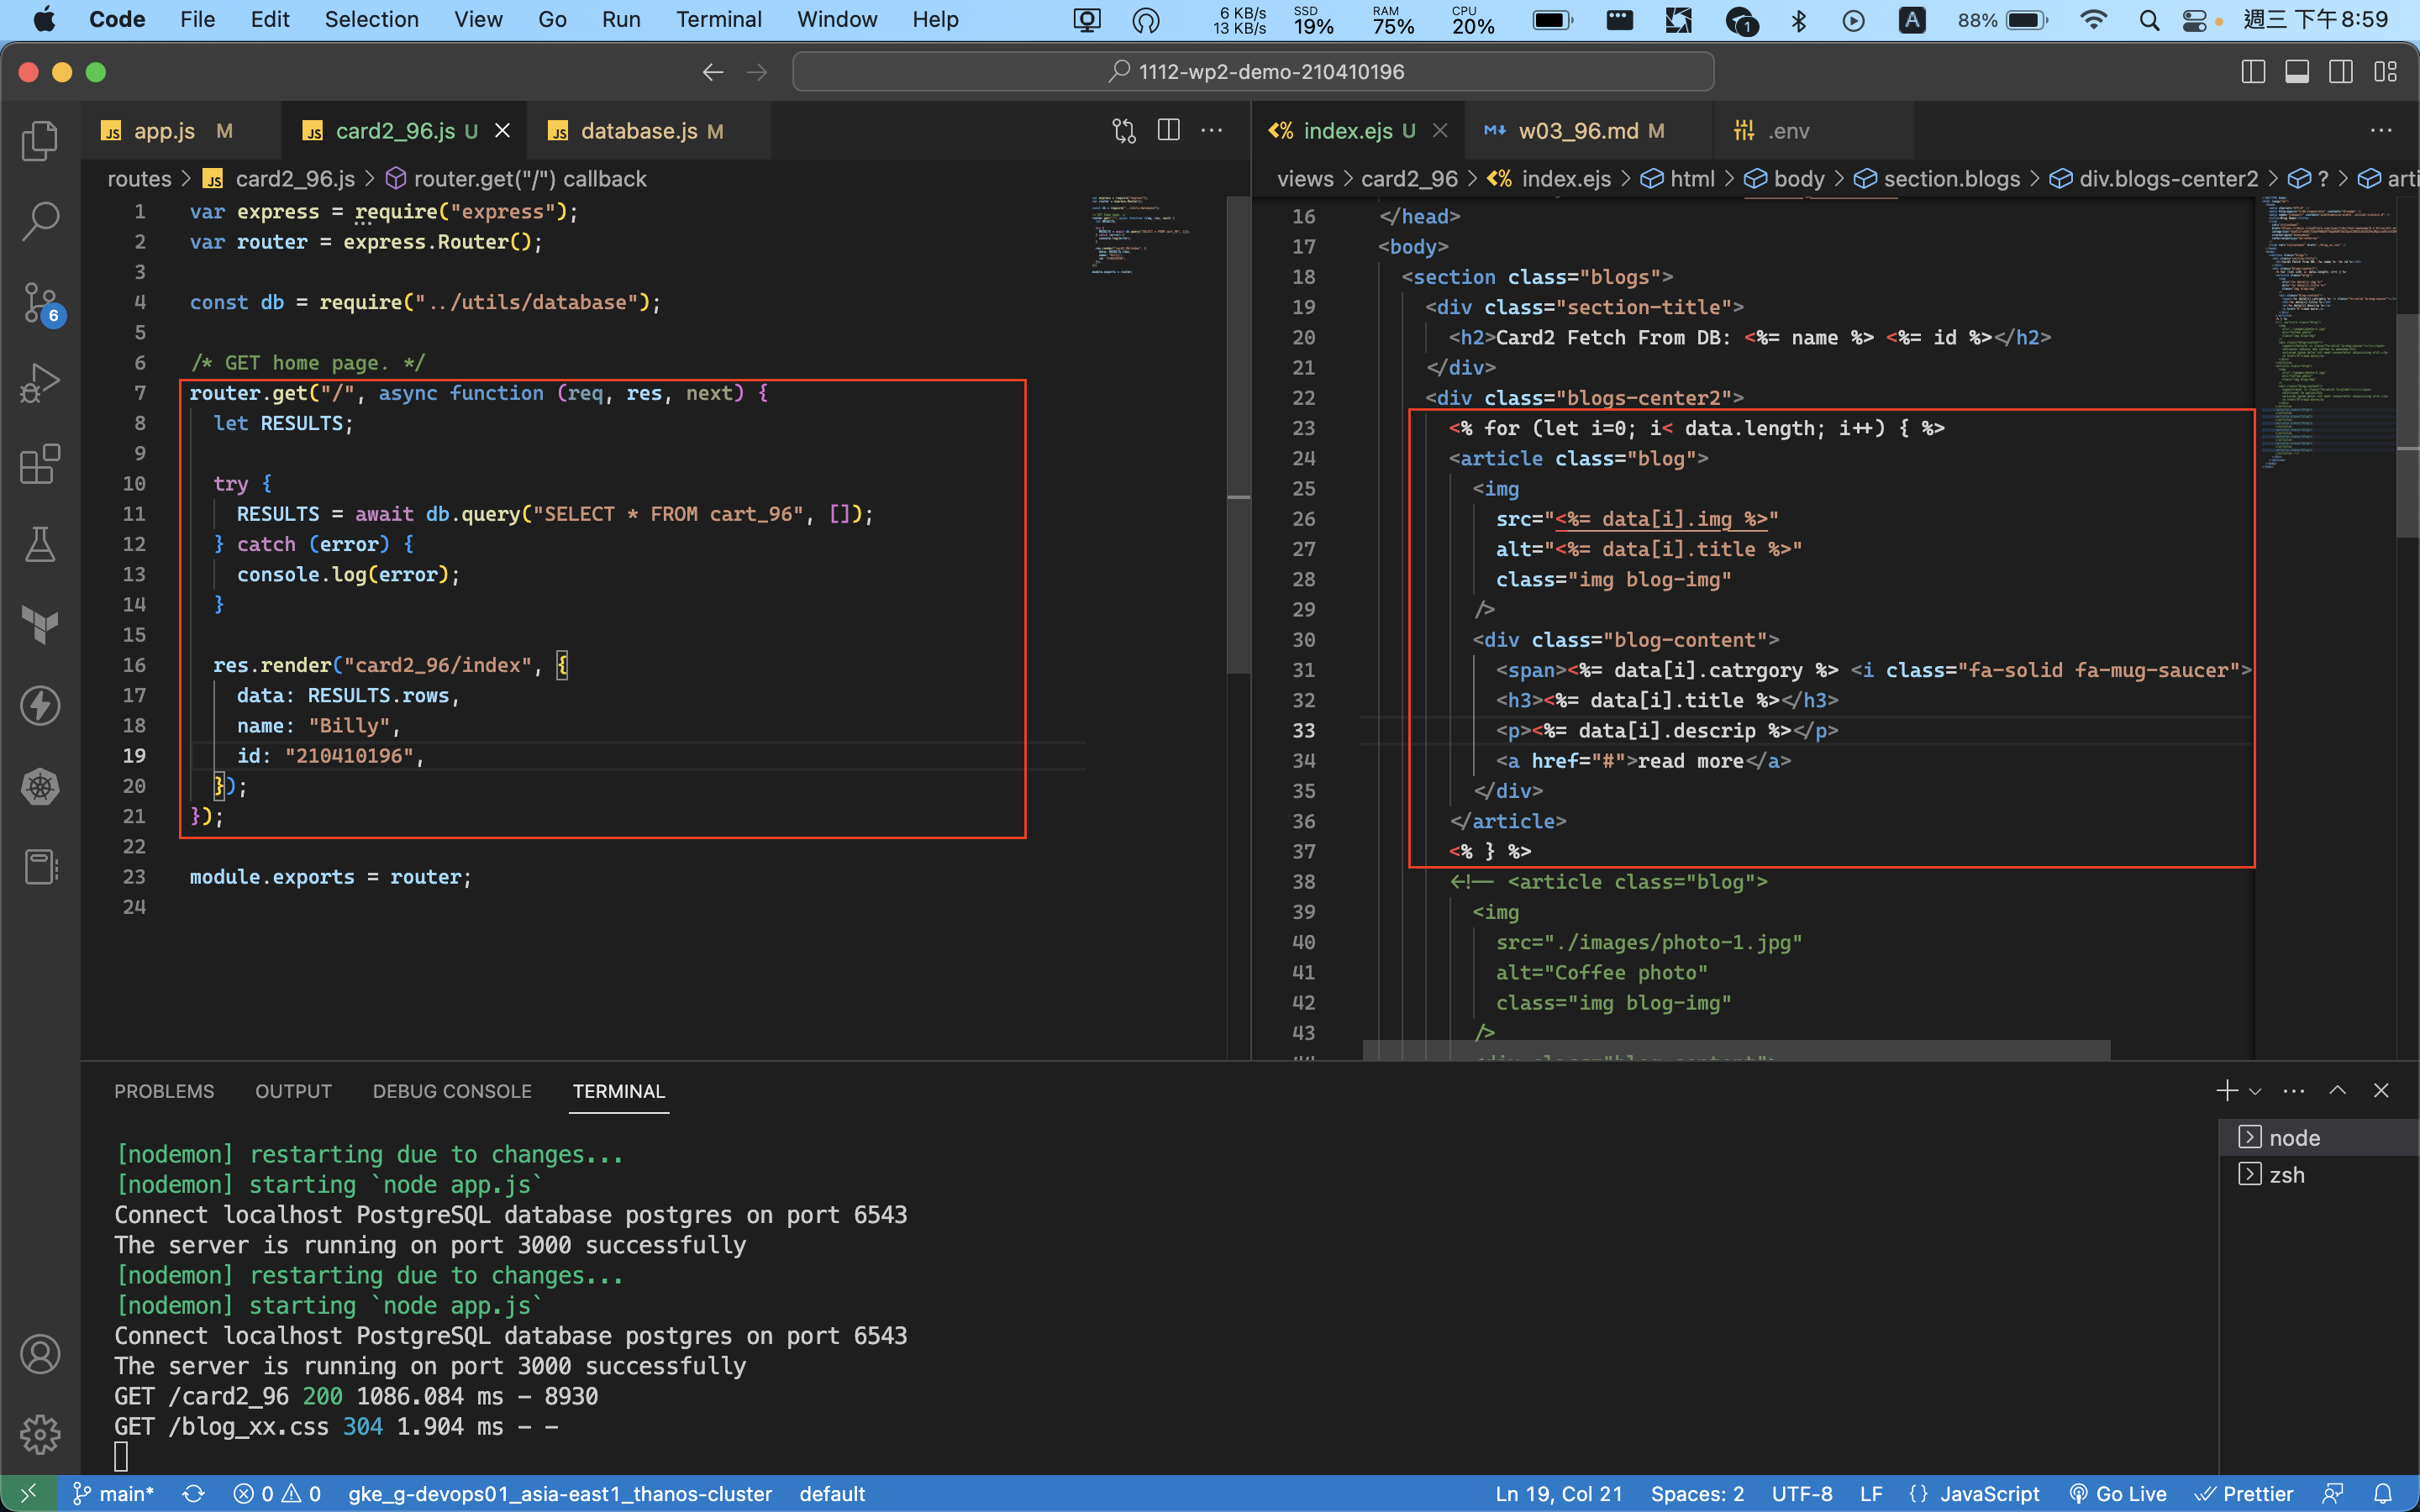 Code File Edit Selection View Go Run Terminal Window Help
6 KB/s
13 KB/s
SSD
19%
RAM
75%
CPU
20%
1
A
88%
週三 下午8:59
1112-wp2-demo-210410196
app.js M
card2_96.js U
database.js M
routes > card2_96.js > router.get("/") callback
1 var express = require("express");
2 var router = express.Router();
3
4 const db = require("../utils/database");
5
6 /* GET home page. */
7 router.get("/", async function (req, res, next) {
8 let RESULTS;
9
10 try {
11 RESULTS = await db.query("SELECT * FROM cart_96", []);
12 } catch (error) {
13 console.log(error);
14 }
15
16 res.render("card2_96/index", {
17 data: RESULTS.rows,
18 name: "Billy",
19 id: "210410196",
20 });
21 });
22
23 module.exports = router;
24
index.ejs U
w03_96.md M
.env
views > card2_96 > index.ejs > html > body > section.blogs > div.blogs-center2 > ? > arti
16 </head>
17 <body>
18 <section class="blogs">
19 <div class="section-title">
20 <h2>Card2 Fetch From DB: <%= name %> <%= id %></h2>
21 </div>
22 <div class="blogs-center2">
23 <% for (let i=0; i< data.length; i++) { %>
24 <article class="blog">
25 <img
26 src="<%= data[i].img %>"
27 alt="<%= data[i].title %>"
28 class="img blog-img"
29 />
30 <div class="blog-content">
31 <span><%= data[i].catrgory %> <i class="fa-solid fa-mug-saucer">
32 <h3><%= data[i].title %></h3>
33 <p><%= data[i].descrip %></p>
34 <a href="#">read more</a>
35 </div>
36 </article>
37 <% } %>
38 <!-- <article class="blog">
39 <img
40 src="./images/photo-1.jpg"
41 alt="Coffee photo"
42 class="img blog-img"
43 />
6
PROBLEMS OUTPUT DEBUG CONSOLE TERMINAL
[nodemon] restarting due to changes...
[nodemon] starting `node app.js`
Connect localhost PostgreSQL database postgres on port 6543
The server is running on port 3000 successfully
[nodemon] restarting due to changes...
[nodemon] starting `node app.js`
Connect localhost PostgreSQL database postgres on port 6543
The server is running on port 3000 successfully
GET /card2_96 200 1086.084 ms - 8930
GET /blog_xx.css 304 1.904 ms - -
node
zsh
main* 0 0 gke_g-devops01_asia-east1_thanos-cluster default
Ln 19, Col 21 Spaces: 2 UTF-8 LF {} JavaScript Go Live Prettier